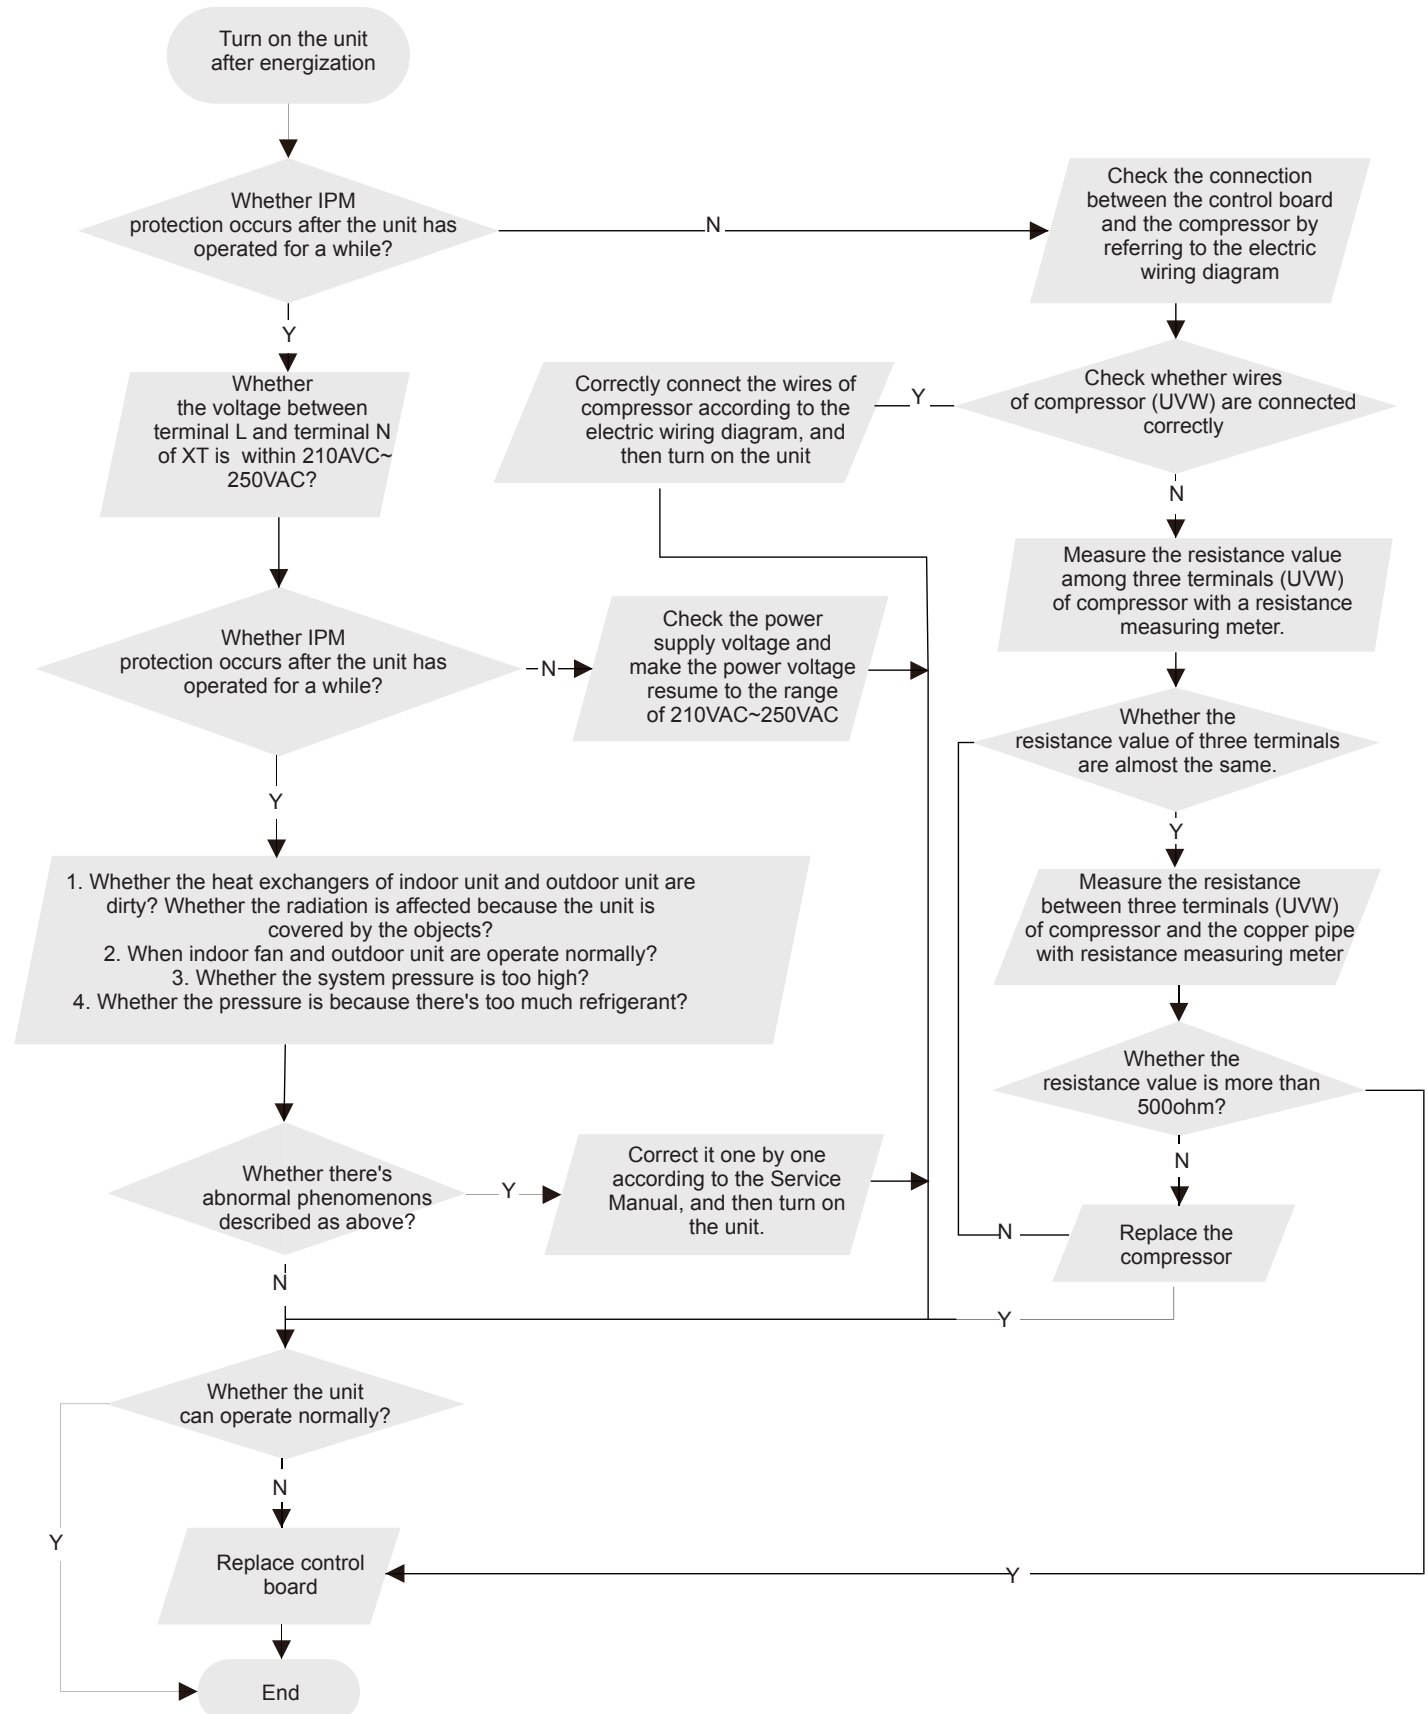 Turn on the unit
after energization
Whether IPM
protection occurs after the unit has
operated for a while?
N
Check the connection
between the control board
and the compressor by
referring to the electric
wiring diagram
Y
Whether
the voltage between
terminal L and terminal N
of XT is within 210AVC~
250VAC?
Correctly connect the wires of
compressor according to the
electric wiring diagram, and
then turn on the unit
Y
Check whether wires
of compressor (UVW) are connected
correctly
N
Measure the resistance value
among three terminals (UVW)
of compressor with a resistance
measuring meter.
Whether IPM
protection occurs after the unit has
operated for a while?
N
Check the power
supply voltage and
make the power voltage
resume to the range
of 210VAC~250VAC
Whether the
resistance value of three terminals
are almost the same.
Y
Y
1. Whether the heat exchangers of indoor unit and outdoor unit are
dirty? Whether the radiation is affected because the unit is
covered by the objects?
2. When indoor fan and outdoor unit are operate normally?
3. Whether the system pressure is too high?
4. Whether the pressure is because there's too much refrigerant?
Measure the resistance
between three terminals (UVW)
of compressor and the copper pipe
with resistance measuring meter
Whether the
resistance value is more than
500ohm?
N
Whether there's
abnormal phenomenons
described as above?
Y
Correct it one by one
according to the Service
Manual, and then turn on
the unit.
N
Replace the
compressor
N
Y
Whether the unit
can operate normally?
N
Y
Replace control
board
Y
End